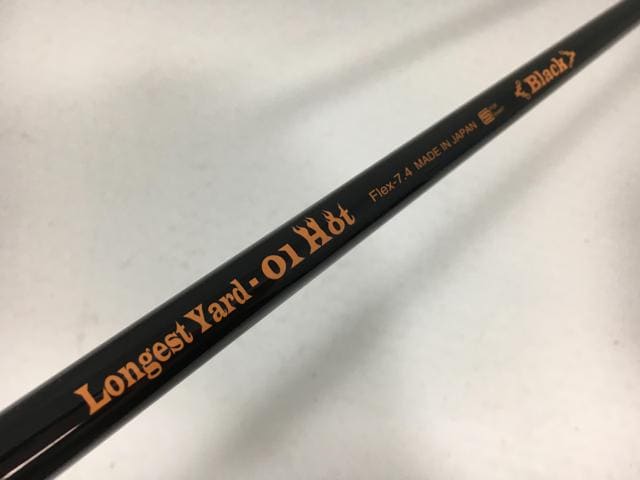 Longest Yard-01 Hot Flex-7.4 MADE IN JAPAN <Black>